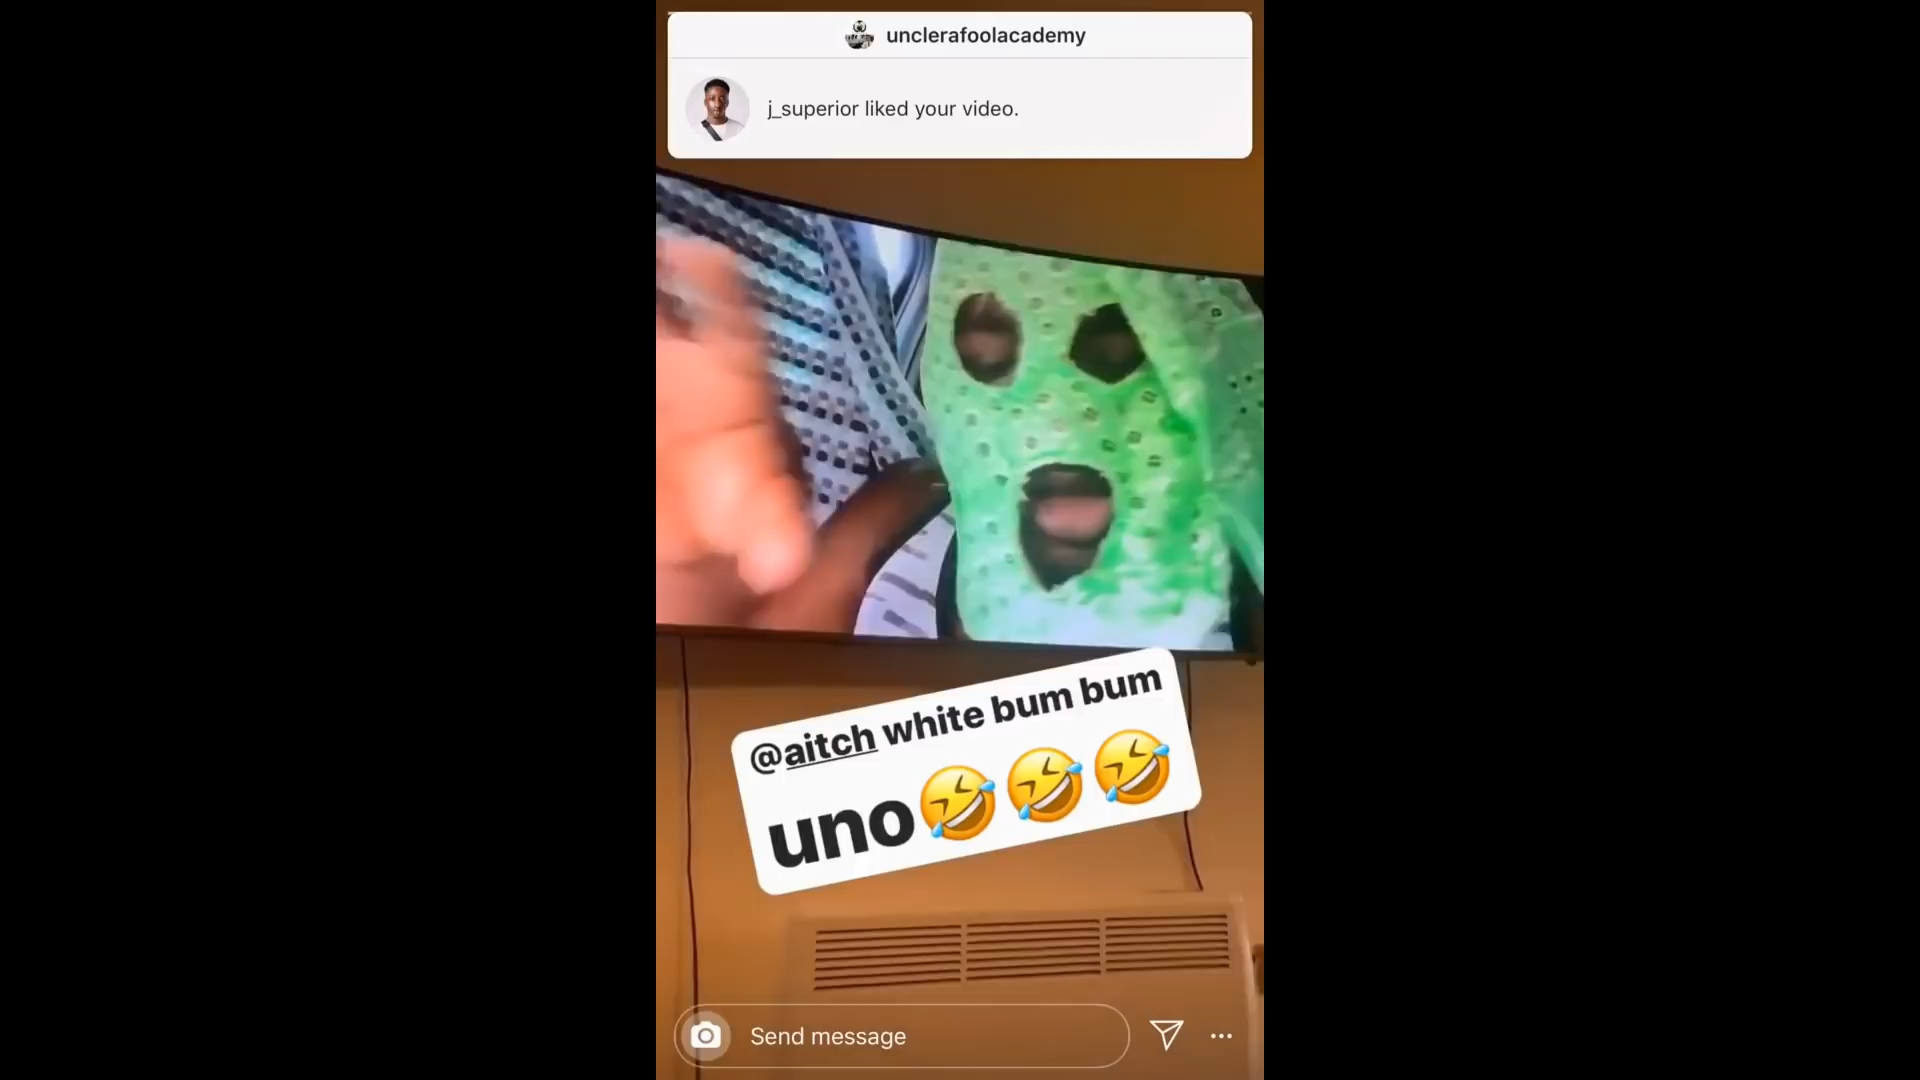 unclerafoolacademy
j_superior liked your video.
@aitch white bum bum
uno🤣🤣🤣
Send message